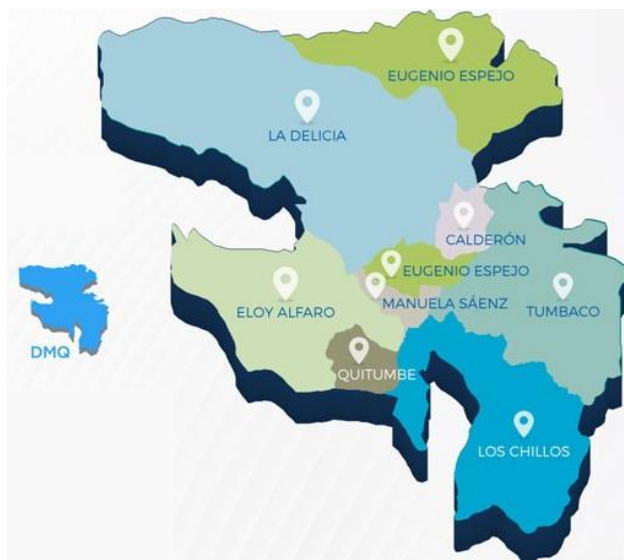 EUGENIO ESPEJO
LA DELICIA
CALDERÓN
EUGENIO ESPEJO
ELOY ALFARO
MANUELA SÁENZ
TUMBACO
DMQ
QUITUMBE
LOS CHILLOS